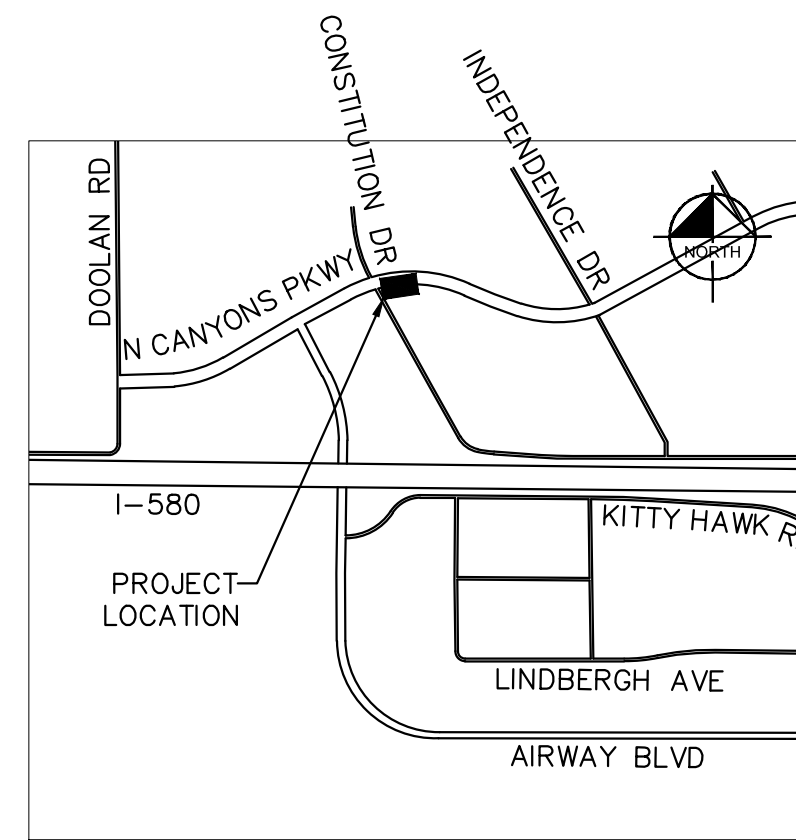 CONSTITUTION DR
INDEPENDENCE DR
DOOLAN RD
N CANYONS PKWY
NORTH
I-580
KITTY HAWK R
PROJECT
LOCATION
LINDBERGH AVE
AIRWAY BLVD